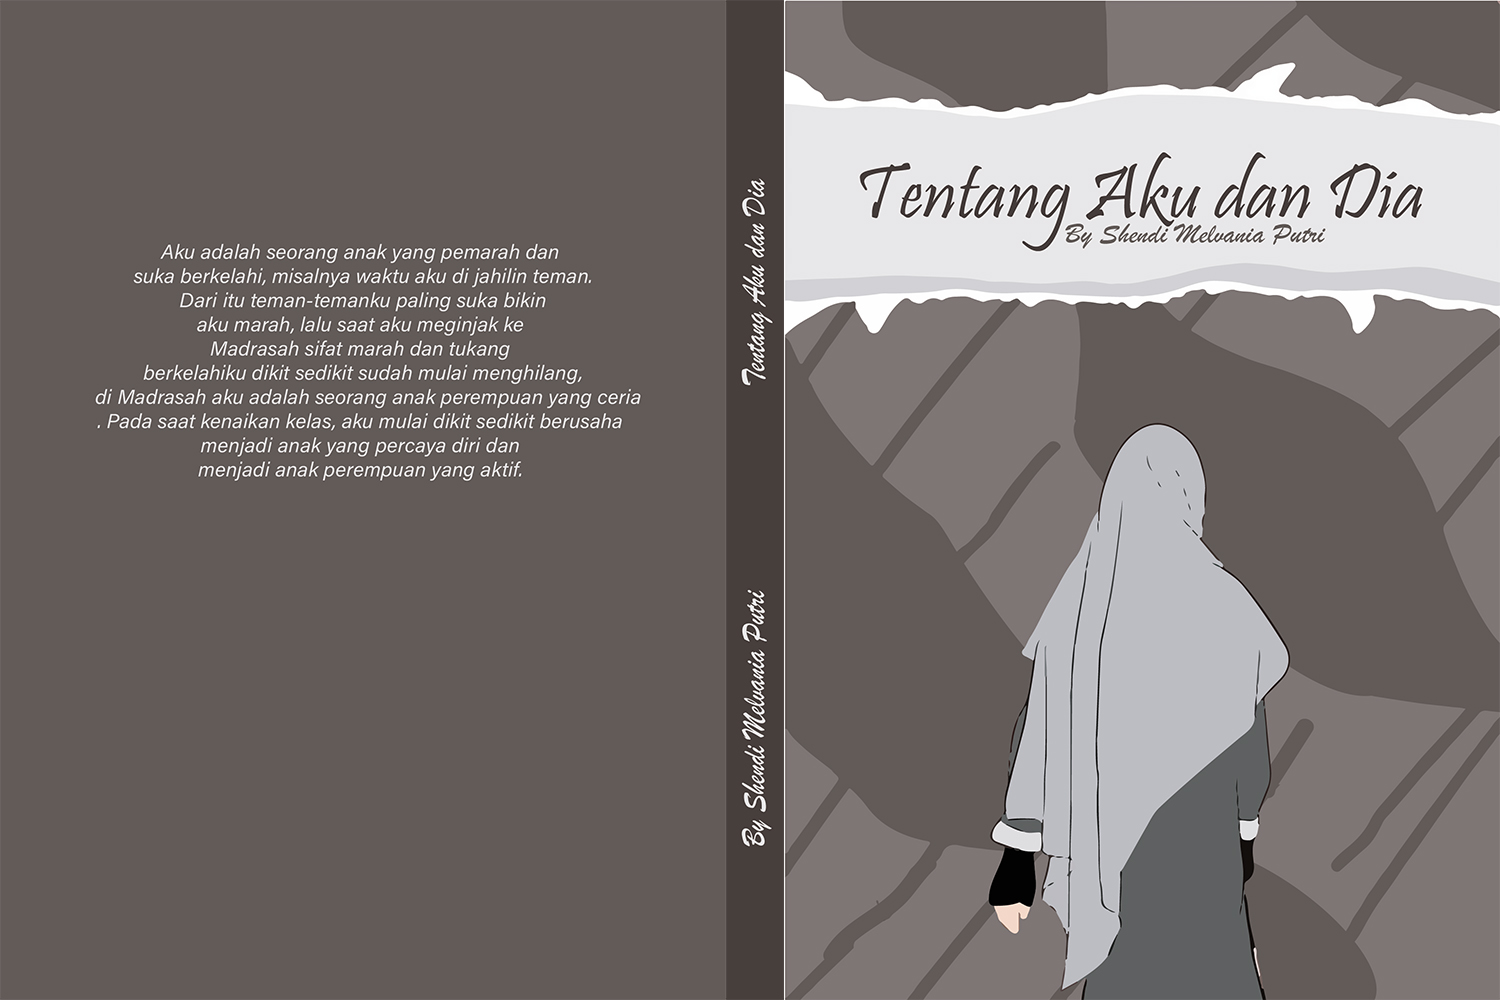 Aku adalah seorang anak yang pemarah dan
suka berkelahi, misalnya waktu aku di jahilin teman.
Dari itu teman-temanku paling suka bikin
aku marah, lalu saat aku meginjak ke
Madrasah sifat marah dan tukang
berkelahiku dikit sedikit sudah mulai menghilang,
di Madrasah aku adalah seorang anak perempuan yang ceria
. Pada saat kenaikan kelas, aku mulai dikit sedikit berusaha
menjadi anak yang percaya diri dan
menjadi anak perempuan yang aktif.
Tentang Aku dan Dia
By Shendi Melvania Putri
Tentang Aku dan Dia
By Shendi Melvania Putri